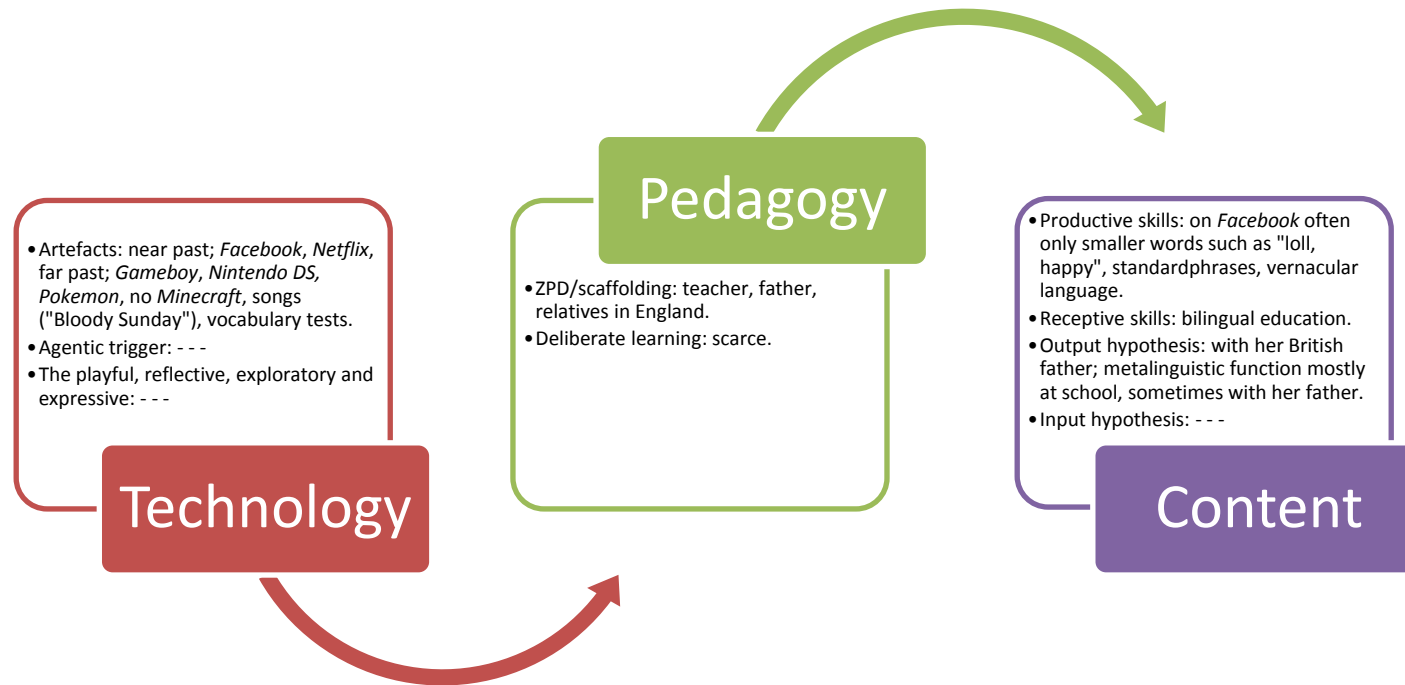 • Artefacts: near past; Facebook, Netflix,
far past; Gameboy, Nintendo DS,
Pokemon, no Minecraft, songs
("Bloody Sunday"), vocabulary tests.
• Agentic trigger: - - -
• The playful, reflective, exploratory and
expressive: - - -
Technology
Pedagogy
• ZPD/scaffolding: teacher, father,
relatives in England.
• Deliberate learning: scarce.
• Productive skills: on Facebook often
only smaller words such as "loll,
happy", standardphrases, vernacular
language.
• Receptive skills: bilingual education.
• Output hypothesis: with her British
father; metalinguistic function mostly
at school, sometimes with her father.
• Input hypothesis: - - -
Content